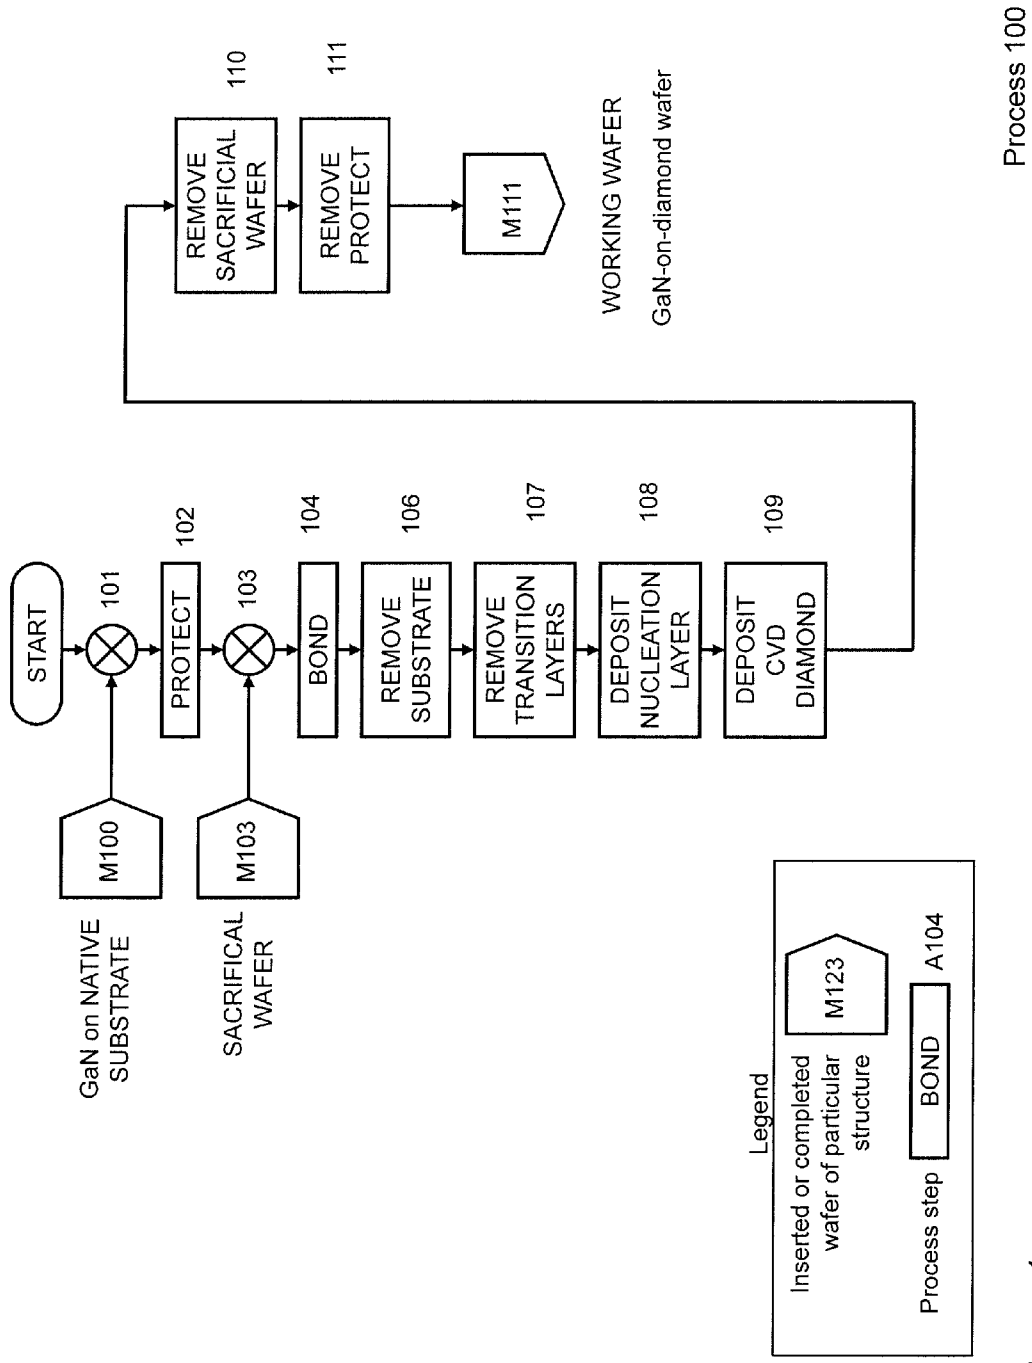 START
101
M100
GaN on NATIVE
SUBSTRATE
PROTECT
102
103
M103
SACRIFICAL
WAFER
BOND
104
REMOVE
SUBSTRATE
106
REMOVE
TRANSITION
LAYERS
107
DEPOSIT
NUCLEATION
LAYER
108
DEPOSIT
CVD
DIAMOND
109
REMOVE
SACRIFICIAL
WAFER
110
REMOVE
PROTECT
111
M111
WORKING WAFER
GaN-on-diamond wafer
Legend
Inserted or completed
wafer of particular
structure
M123
Process step
BOND
A104
Process 100